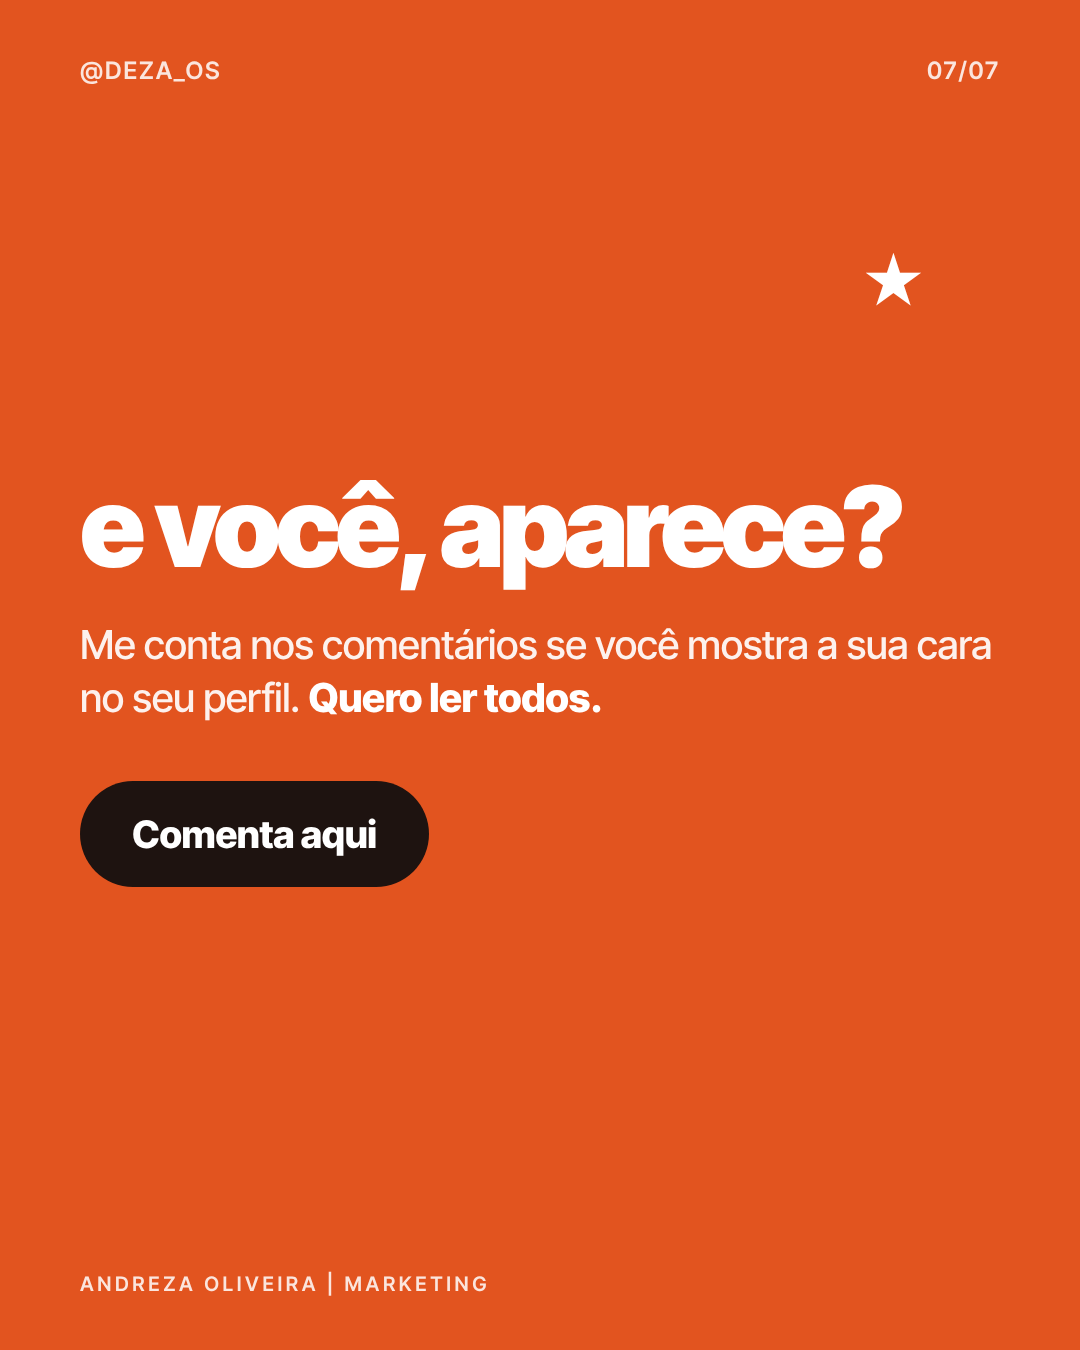 @DEZA_OS
07/07
e você, aparece?
Me conta nos comentários se você mostra a sua cara
no seu perfil. Quero ler todos.
Comenta aqui
ANDREZA OLIVEIRA | MARKETING